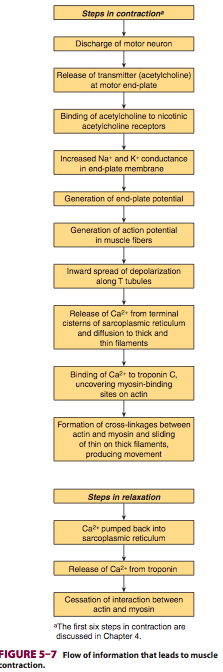 Steps in contractionᵃ
Discharge of motor neuron
Release of transmitter (acetylcholine)
at motor end-plate
Binding of acetylcholine to nicotinic
acetylcholine receptors
Increased Na⁺ and K⁺ conductance
in end-plate membrane
Generation of end-plate potential
Generation of action potential
in muscle fibers
Inward spread of depolarization
along T tubules
Release of Ca²⁺ from terminal
cisterns of sarcoplasmic reticulum
and diffusion to thick and
thin filaments
Binding of Ca²⁺ to troponin C,
uncovering myosin-binding
sites on actin
Formation of cross-linkages between
actin and myosin and sliding
of thin on thick filaments,
producing movement
Steps in relaxation
Ca²⁺ pumped back into
sarcoplasmic reticulum
Release of Ca²⁺ from troponin
Cessation of interaction between
actin and myosin
ᵃThe first six steps in contraction are
discussed in Chapter 4.
FIGURE 5–7 Flow of information that leads to muscle
contraction.